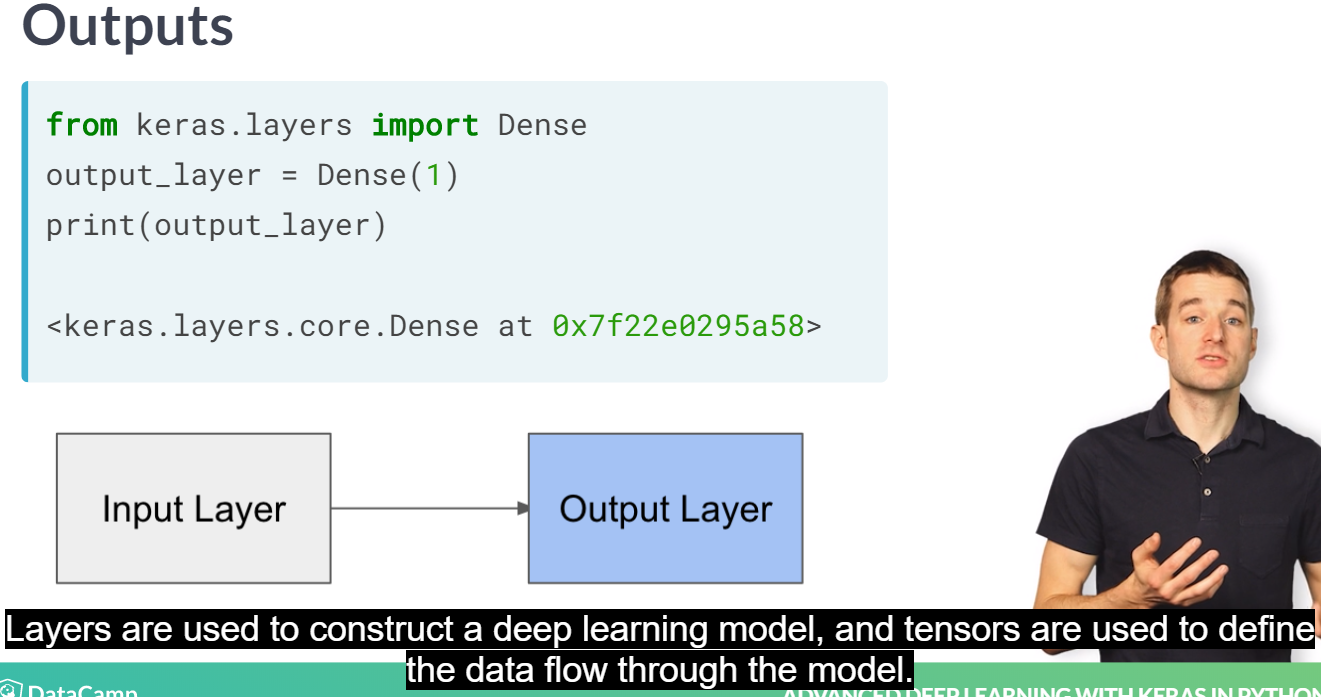 Outputs
from keras.layers import Dense
output_layer = Dense(1)
print(output_layer)
<keras.layers.core.Dense at 0x7f22e0295a58>
Input Layer
Output Layer
Layers are used to construct a deep learning model, and tensors are used to define
the data flow through the model.
DataCamp
ADVANCED DEEP LEARNING WITH KERAS IN PYTHON